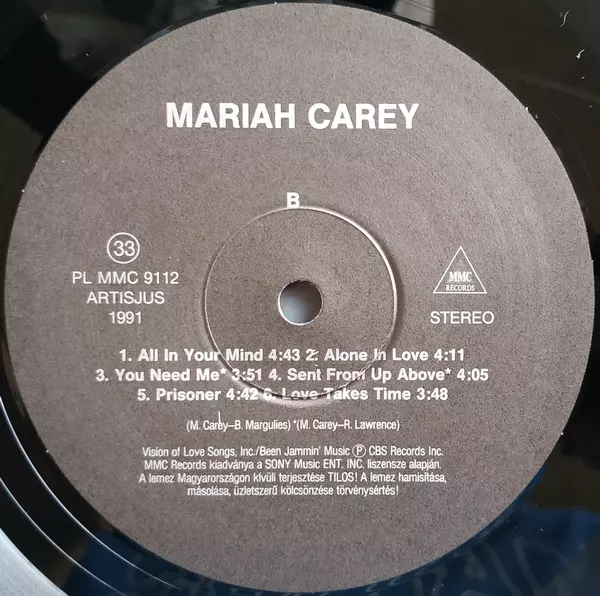 MARIAH CAREY
B
33
PL MMC 9112
ARTISJUS
1991
MMC
RECORDS
STEREO
1. All In Your Mind 4:43 2. Alone In Love 4:11
3. You Need Me* 3:51 4. Sent From Up Above* 4:05
5. Prisoner 4:42 6. Love Takes Time 3:48
(M. Carey–B. Margulies) *(M. Carey–R. Lawrence)
Vision of Love Songs, Inc./Been Jammin' Music Ⓟ CBS Records Inc.
MMC Records kiadványa a SONY Music ENT. INC. liszensze alapján.
A lemez Magyarországon kívüli terjesztése TILOS! A lemez hamisítása,
másolása, üzletszerű kölcsönzése törvénysértés!